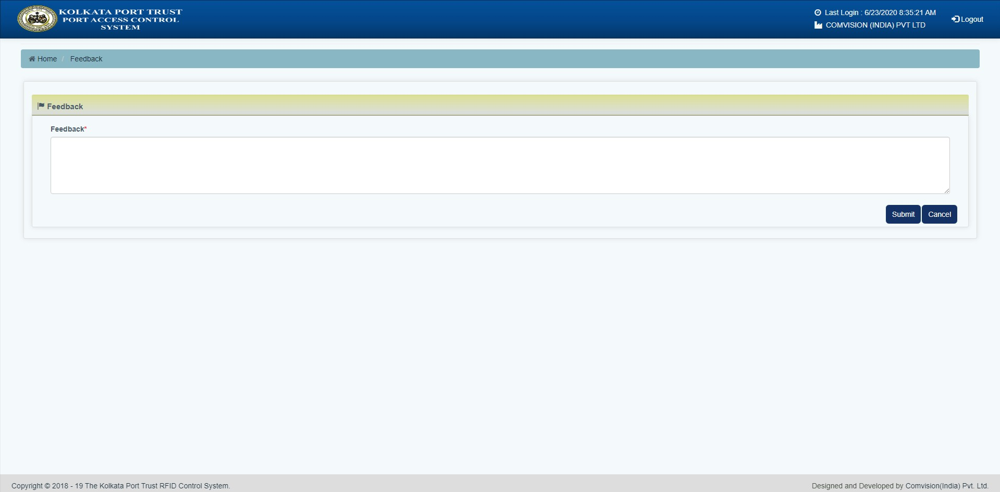 KOLKATA PORT TRUST
PORT ACCESS CONTROL
SYSTEM
Last Login : 6/23/2020 8:35:21 AM
COMVISION (INDIA) PVT LTD
Logout
Home / Feedback
Feedback
Feedback*
Submit Cancel
Copyright © 2018 - 19 The Kolkata Port Trust RFID Control System.
Designed and Developed by Comvision(India) Pvt. Ltd.